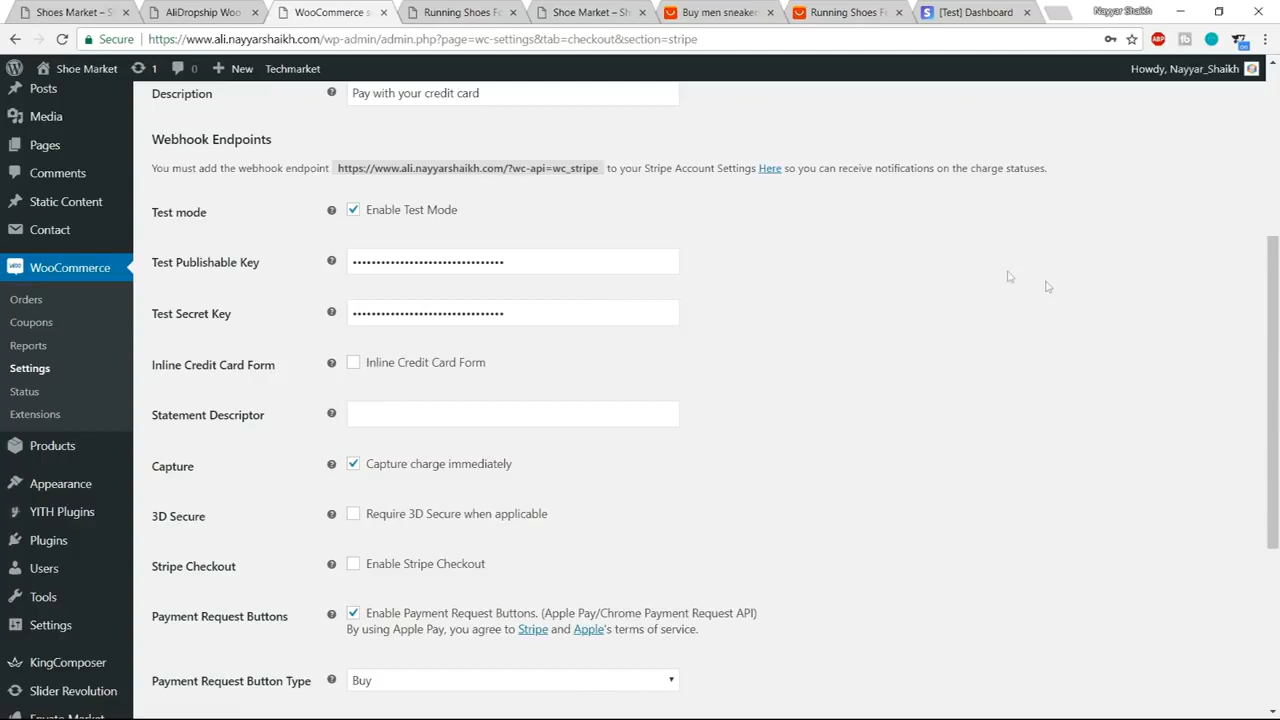 Shoes Market – S
AliDropship Woo
WooCommerce s
Running Shoes Fo
Shoe Market – Sh
Buy men sneaker
Running Shoes Fo
[Test] Dashboard
Nayyar Shaikh
Secure https://www.ali.nayyarshaikh.com/wp-admin/admin.php?page=wc-settings&tab=checkout&section=stripe
ABP
Shoe Market 1 0 New Techmarket
Howdy, Nayyar_Shaikh
Posts
Media
Pages
Comments
Static Content
Contact
WooCommerce
Orders
Coupons
Reports
Settings
Status
Extensions
Products
Appearance
YITH Plugins
Plugins
Users
Tools
Settings
KingComposer
Slider Revolution
Description Pay with your credit card
Webhook Endpoints
You must add the webhook endpoint https://www.ali.nayyarshaikh.com/?wc-api=wc_stripe to your Stripe Account Settings Here so you can receive notifications on the charge statuses.
Test mode Enable Test Mode
Test Publishable Key ••••••••••••••••••••••••••••••••
Test Secret Key ••••••••••••••••••••••••••••••••
Inline Credit Card Form Inline Credit Card Form
Statement Descriptor
Capture Capture charge immediately
3D Secure Require 3D Secure when applicable
Stripe Checkout Enable Stripe Checkout
Payment Request Buttons Enable Payment Request Buttons. (Apple Pay/Chrome Payment Request API)
By using Apple Pay, you agree to Stripe and Apple's terms of service.
Payment Request Button Type Buy